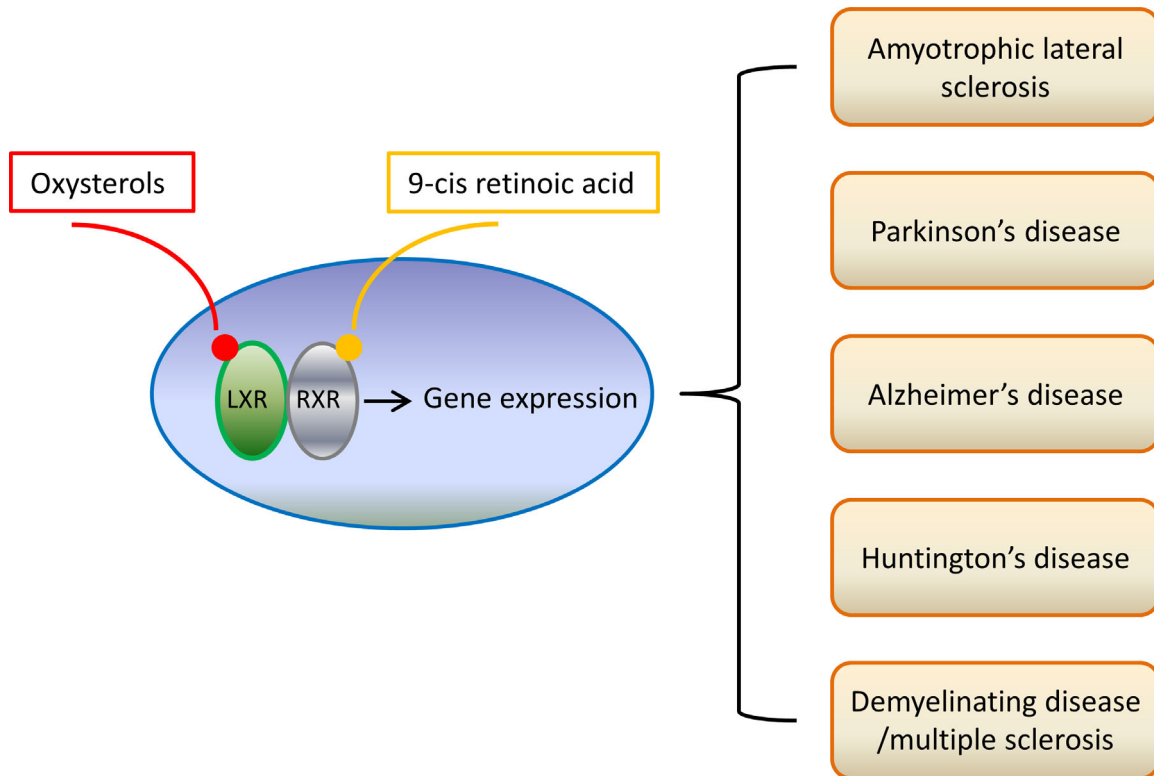 Amyotrophic lateral
sclerosis
Oxysterols
9-cis retinoic acid
Parkinson’s disease
LXR
RXR
Gene expression
Alzheimer’s disease
Huntington’s disease
Demyelinating disease
/multiple sclerosis